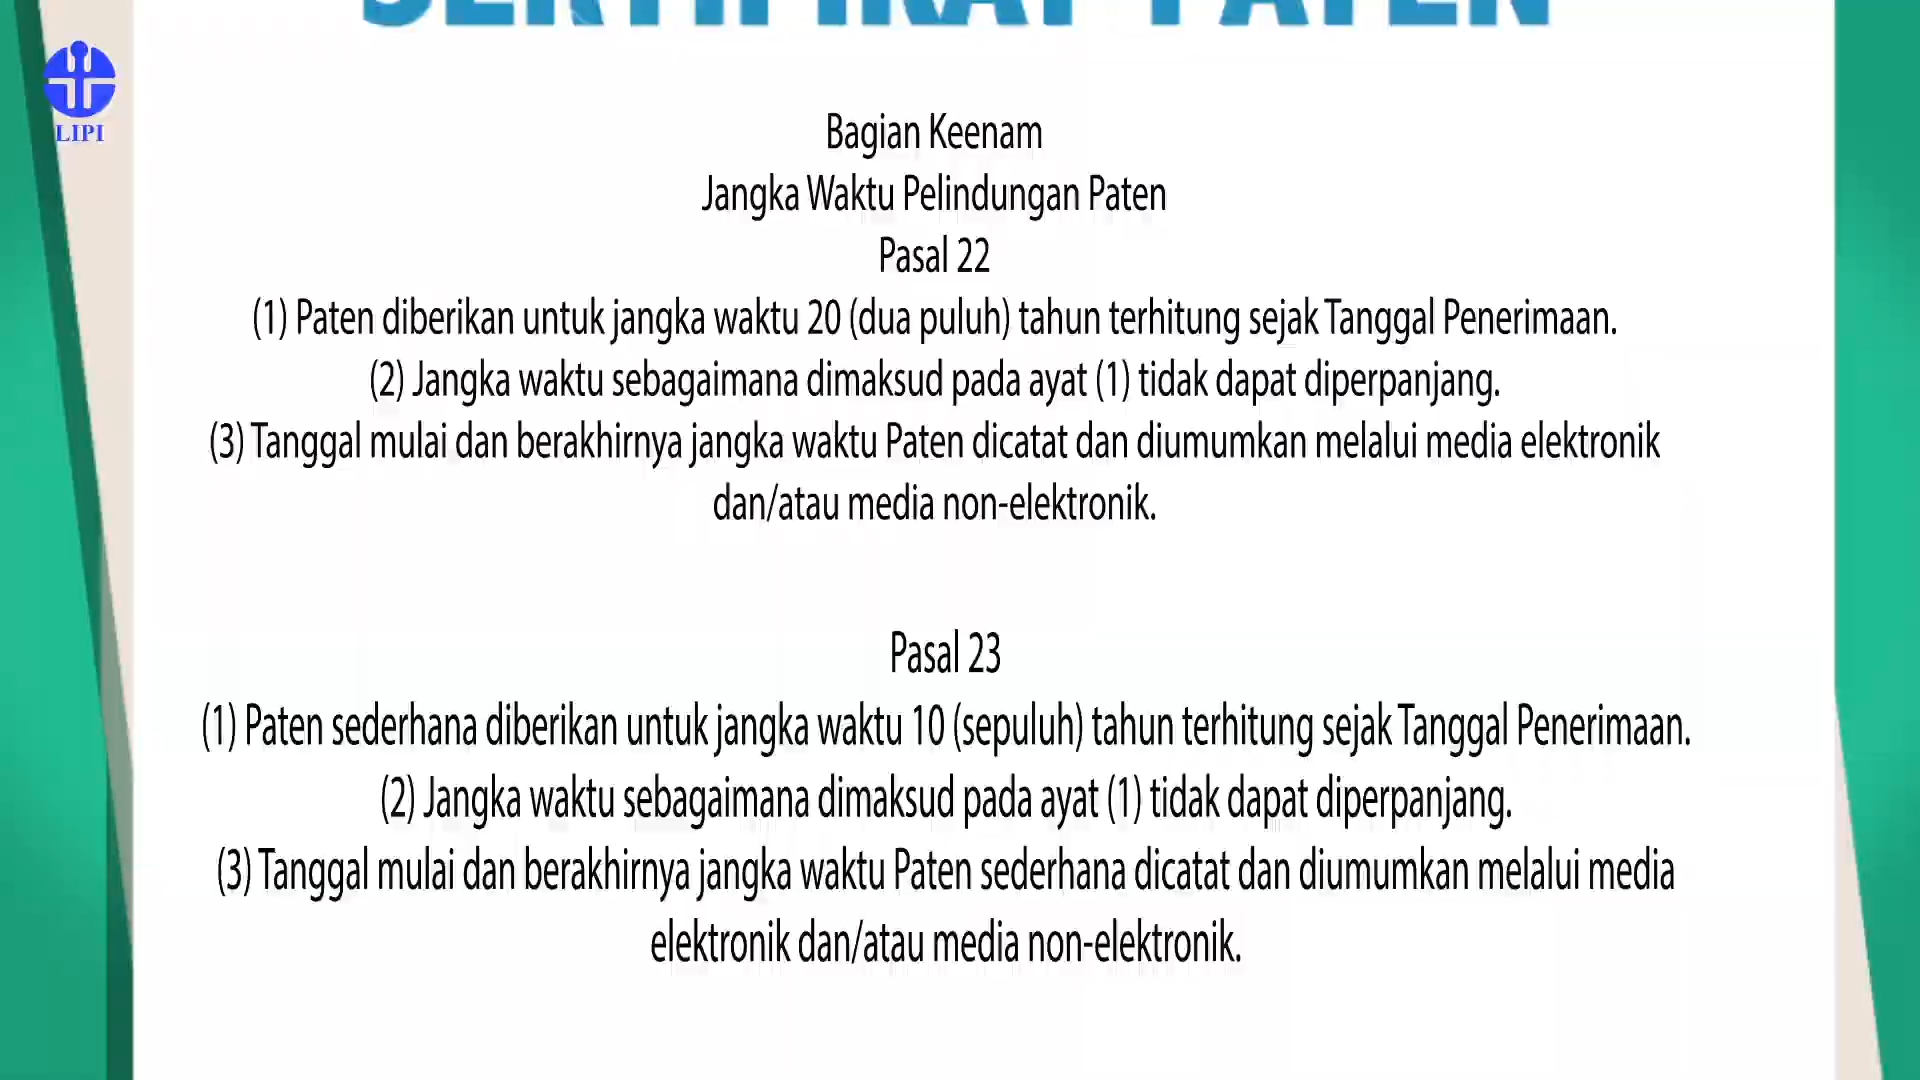 SERTIFIKAT PATEN
LIPI
Bagian Keenam
Jangka Waktu Pelindungan Paten
Pasal 22
(1) Paten diberikan untuk jangka waktu 20 (dua puluh) tahun terhitung sejak Tanggal Penerimaan.
(2) Jangka waktu sebagaimana dimaksud pada ayat (1) tidak dapat diperpanjang.
(3) Tanggal mulai dan berakhirnya jangka waktu Paten dicatat dan diumumkan melalui media elektronik
dan/atau media non-elektronik.
Pasal 23
(1) Paten sederhana diberikan untuk jangka waktu 10 (sepuluh) tahun terhitung sejak Tanggal Penerimaan.
(2) Jangka waktu sebagaimana dimaksud pada ayat (1) tidak dapat diperpanjang.
(3) Tanggal mulai dan berakhirnya jangka waktu Paten sederhana dicatat dan diumumkan melalui media
elektronik dan/atau media non-elektronik.